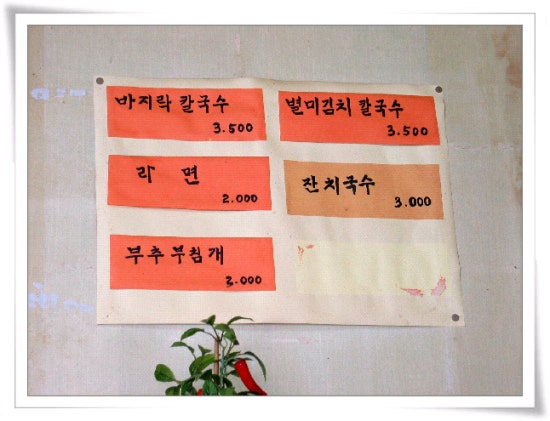 바지락 칼국수
3.500
별미김치 칼국수
3.500
라 면
2.000
잔치국수
3.000
부추부침개
3.000